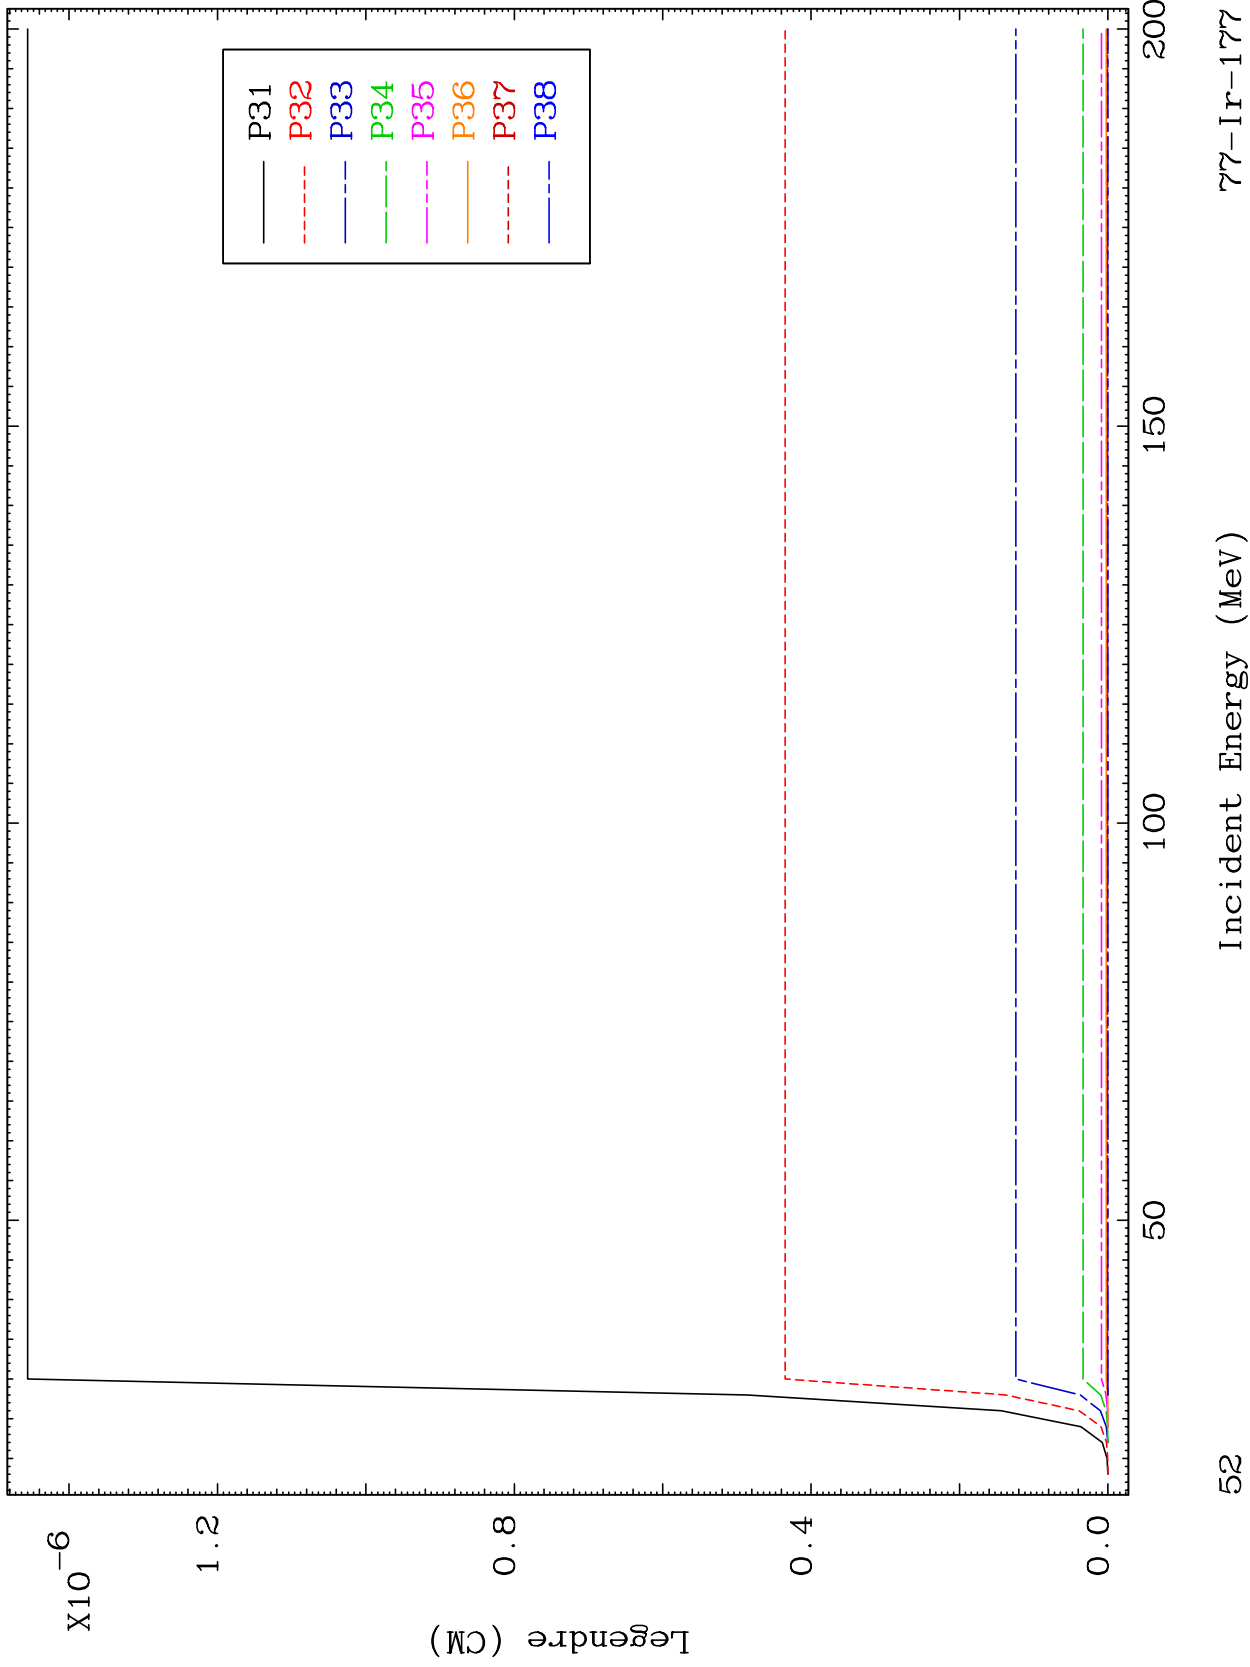 X10-6
1.2
0.8
0.4
0.0
Legendre (CM)
P31
P32
P33
P34
P35
P36
P37
P38
50
100
150
200
Incident Energy (MeV)
52
77-Ir-177